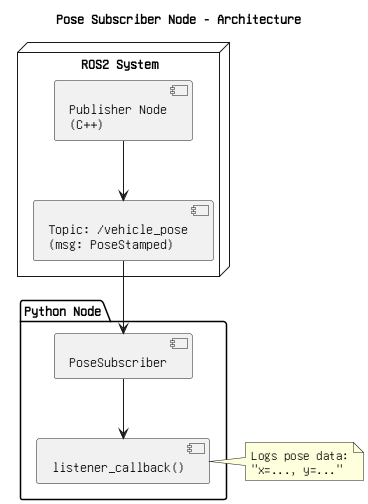 Pose Subscriber Node - Architecture
ROS2 System
Publisher Node
(C++)
Topic: /vehicle_pose
(msg: PoseStamped)
Python Node
PoseSubscriber
listener_callback()
Logs pose data:
"x=..., y=..."